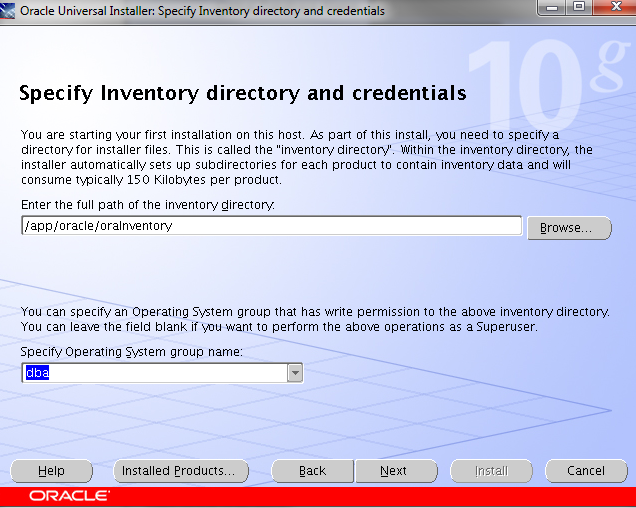 Oracle Universal Installer: Specify Inventory directory and credentials
10g
Specify Inventory directory and credentials
You are starting your first installation on this host. As part of this install, you need to specify a
directory for installer files. This is called the "inventory directory". Within the inventory directory, the
installer automatically sets up subdirectories for each product to contain inventory data and will
consume typically 150 Kilobytes per product.
Enter the full path of the inventory directory:
/app/oracle/oraInventory
Browse...
You can specify an Operating System group that has write permission to the above inventory directory.
You can leave the field blank if you want to perform the above operations as a Superuser.
Specify Operating System group name:
dba
Help Installed Products... Back Next Install Cancel
ORACLE